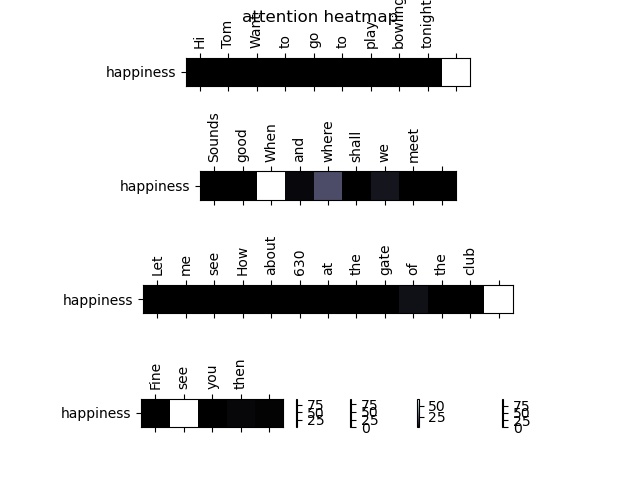 attention heatmap
Hi Tom Want to go to play bowling tonight
happiness
Sounds good When and where shall we meet
happiness
Let me see How about 630 at the gate of the club
happiness
Fine see you then
happiness
75 50 25
75 50 25 0
50 25
75 50 25 0